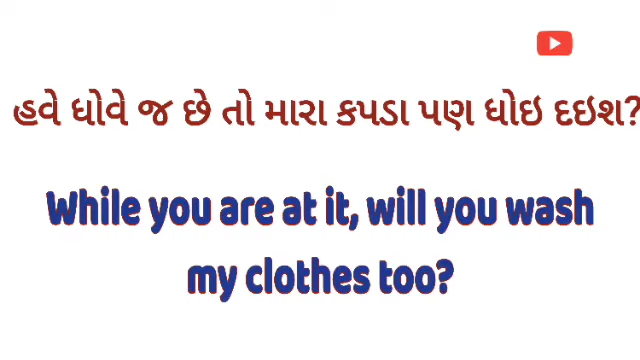 હવે ધોવે જ છે તો મારા કપડા પણ ધોઇ દઇશ?
While you are at it, will you wash
my clothes too?